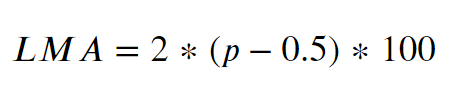 LMA = 2 * (p − 0.5) * 100